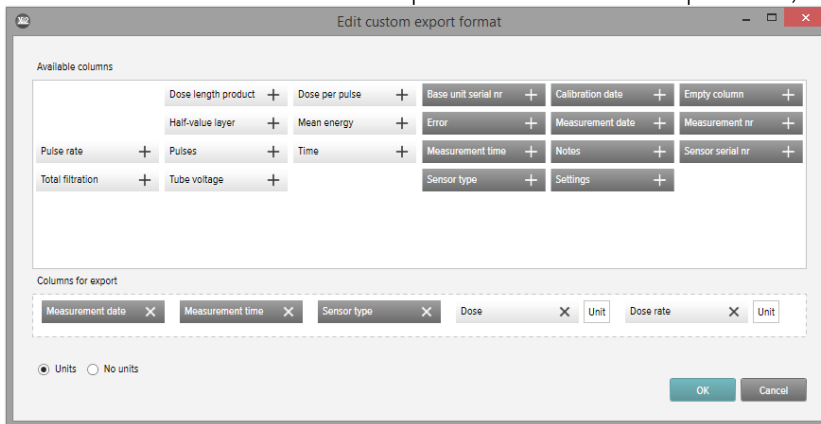 X2 Edit custom export format
Available columns
Dose length product Dose per pulse Base unit serial nr Calibration date Empty column
Half-value layer Mean energy Error Measurement date Measurement nr
Pulse rate Pulses Time Measurement time Notes Sensor serial nr
Total filtration Tube voltage Sensor type Settings
Columns for export
Measurement date Measurement time Sensor type Dose Unit Dose rate Unit
Units No units
OK Cancel